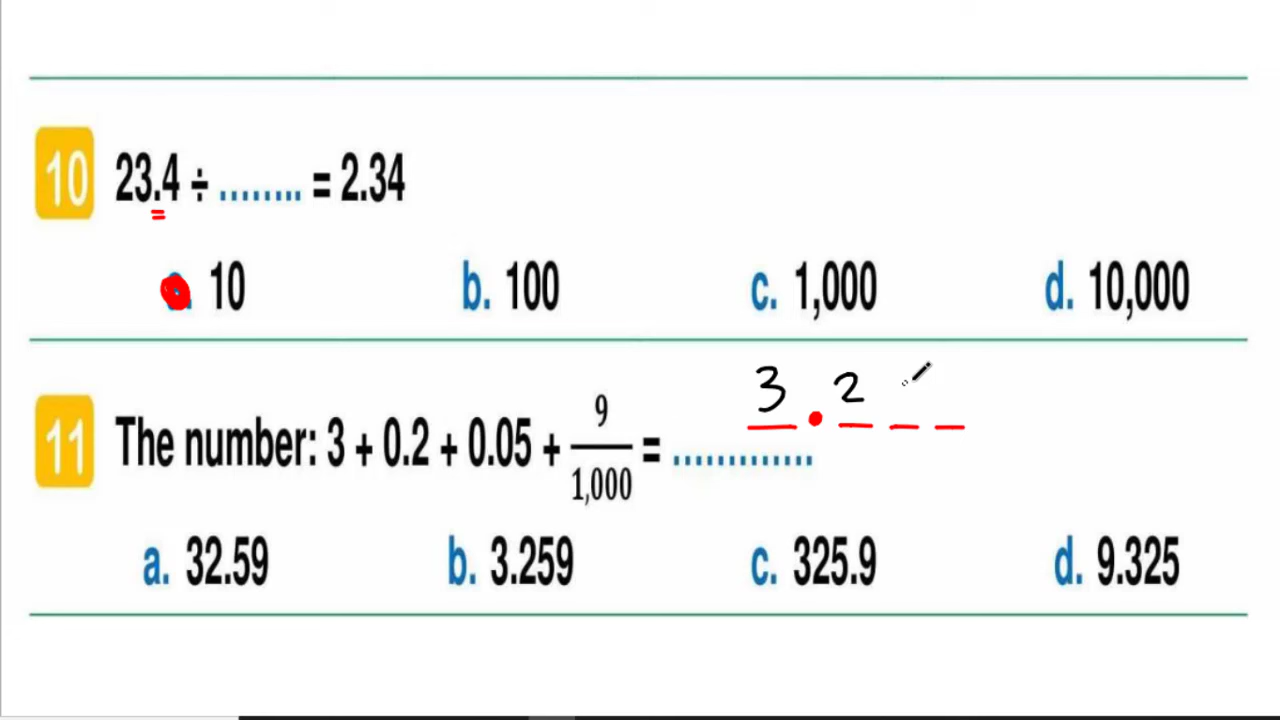 10 23.4 ÷ ........ = 2.34
10 b. 100 c. 1,000 d. 10,000
3.2
11 The number: 3 + 0.2 + 0.05 + 9/1,000 = .............
a. 32.59 b. 3.259 c. 325.9 d. 9.325